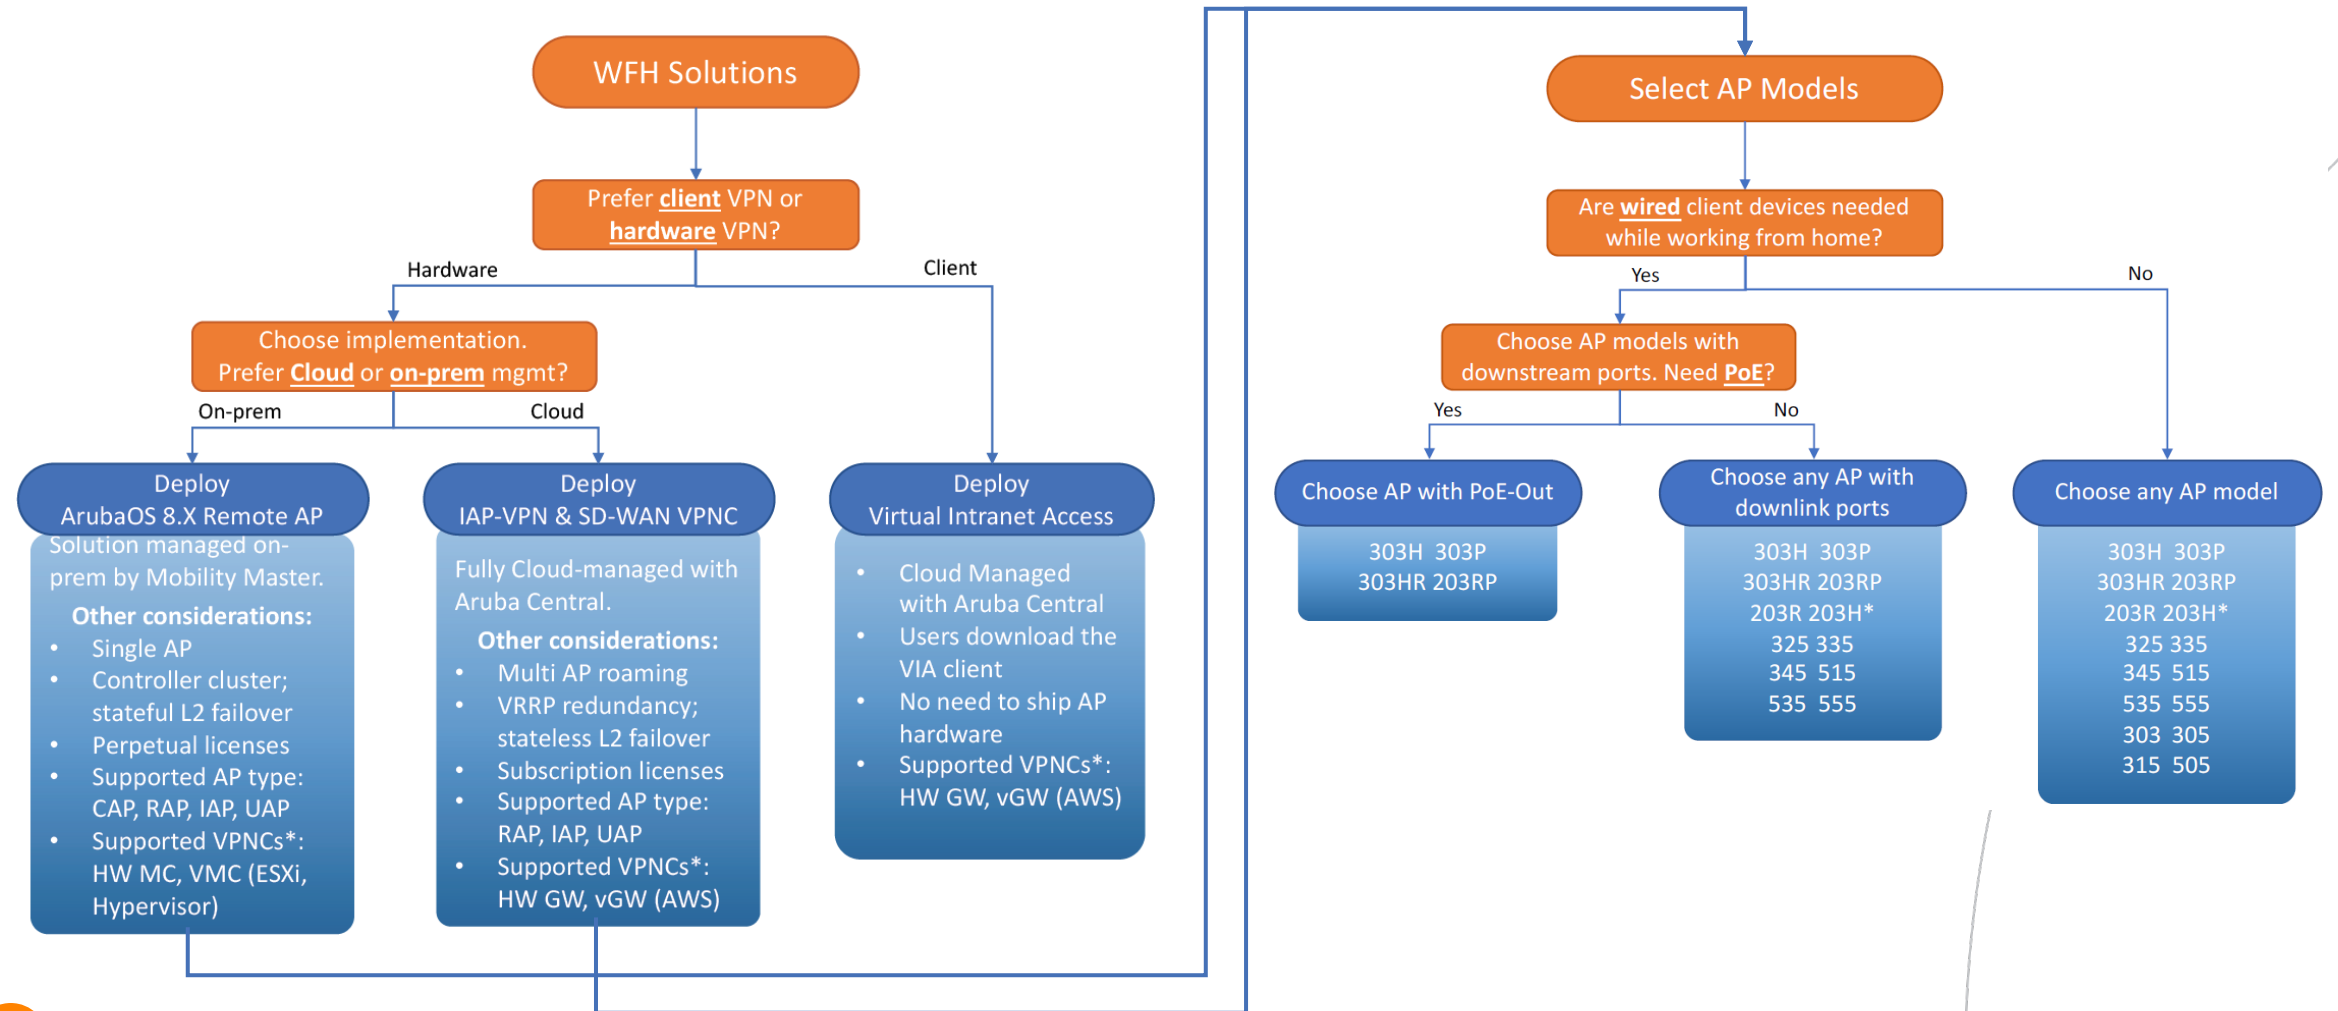 WFH Solutions
Prefer client VPN or
hardware VPN?
Hardware
Client
Choose implementation.
Prefer Cloud or on-prem mgmt?
On-prem
Cloud
Deploy
ArubaOS 8.X Remote AP
Solution managed on-
prem by Mobility Master.
Other considerations:
• Single AP
• Controller cluster;
stateful L2 failover
• Perpetual licenses
• Supported AP type:
CAP, RAP, IAP, UAP
• Supported VPNCs*:
HW MC, VMC (ESXi,
Hypervisor)
Deploy
IAP-VPN & SD-WAN VPNC
Fully Cloud-managed with
Aruba Central.
Other considerations:
• Multi AP roaming
• VRRP redundancy;
stateless L2 failover
• Subscription licenses
• Supported AP type:
RAP, IAP, UAP
• Supported VPNCs*:
HW GW, vGW (AWS)
Deploy
Virtual Intranet Access
• Cloud Managed
with Aruba Central
• Users download the
VIA client
• No need to ship AP
hardware
• Supported VPNCs*:
HW GW, vGW (AWS)
Select AP Models
Are wired client devices needed
while working from home?
Yes
No
Choose AP models with
downstream ports. Need PoE?
Yes
No
Choose AP with PoE-Out
303H 303P
303HR 203RP
Choose any AP with
downlink ports
303H 303P
303HR 203RP
203R 203H*
325 335
345 515
535 555
Choose any AP model
303H 303P
303HR 203RP
203R 203H*
325 335
345 515
535 555
303 305
315 505